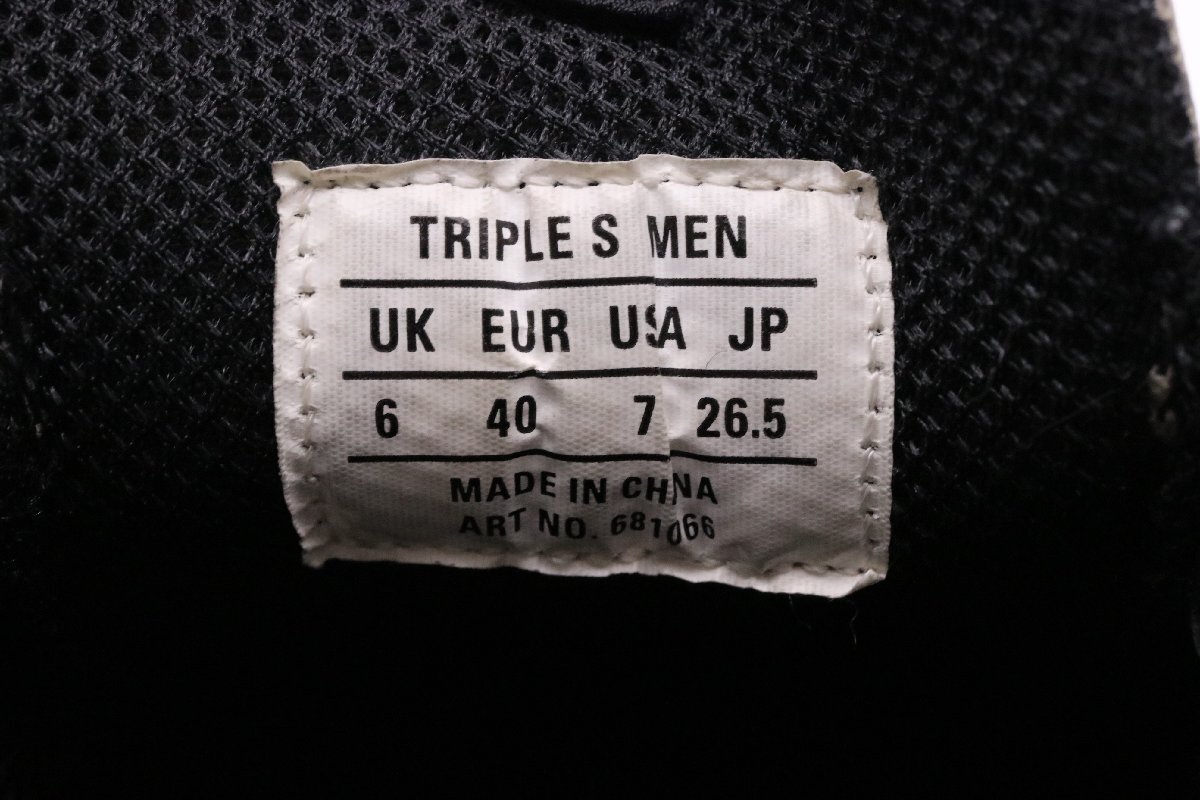 TRIPLE S MEN
UK EUR USA JP
6 40 7 26.5
MADE IN CHINA
ART NO. 681066